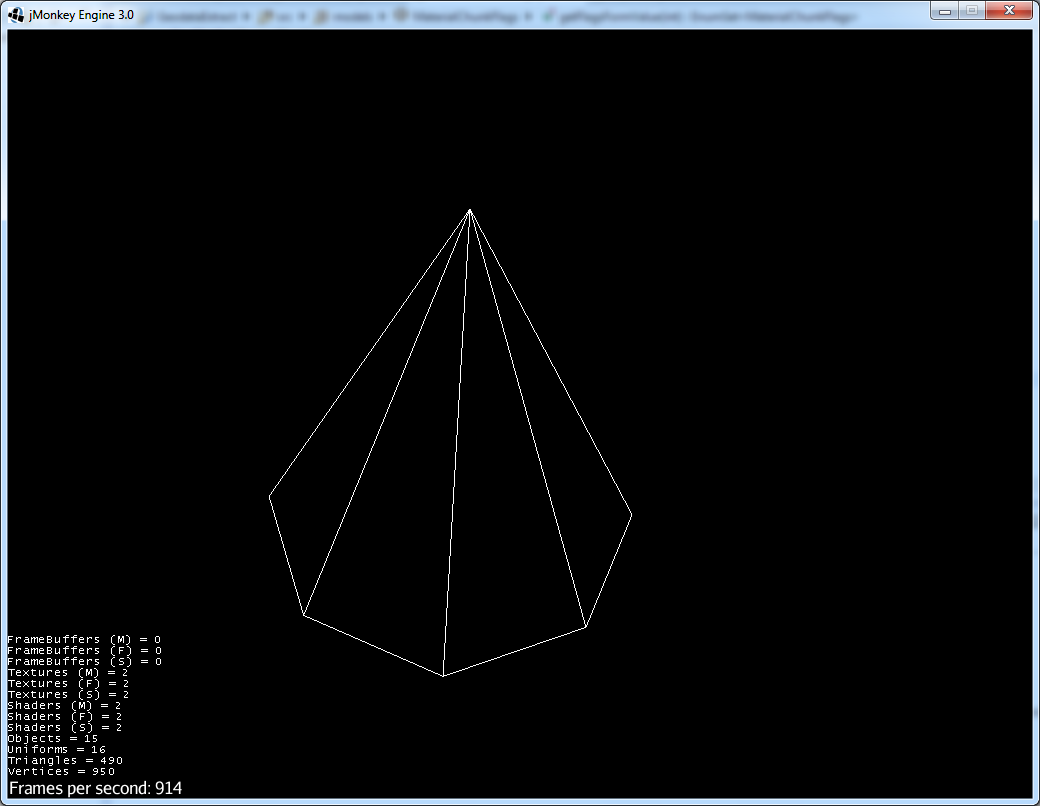 jMonkey Engine 3.0
FrameBuffers (M) = 0
FrameBuffers (F) = 0
FrameBuffers (S) = 0
Textures (M) = 2
Textures (F) = 2
Textures (S) = 2
Shaders (M) = 2
Shaders (F) = 2
Shaders (S) = 2
Objects = 15
Uniforms = 16
Triangles = 490
Vertices = 950
Frames per second: 914